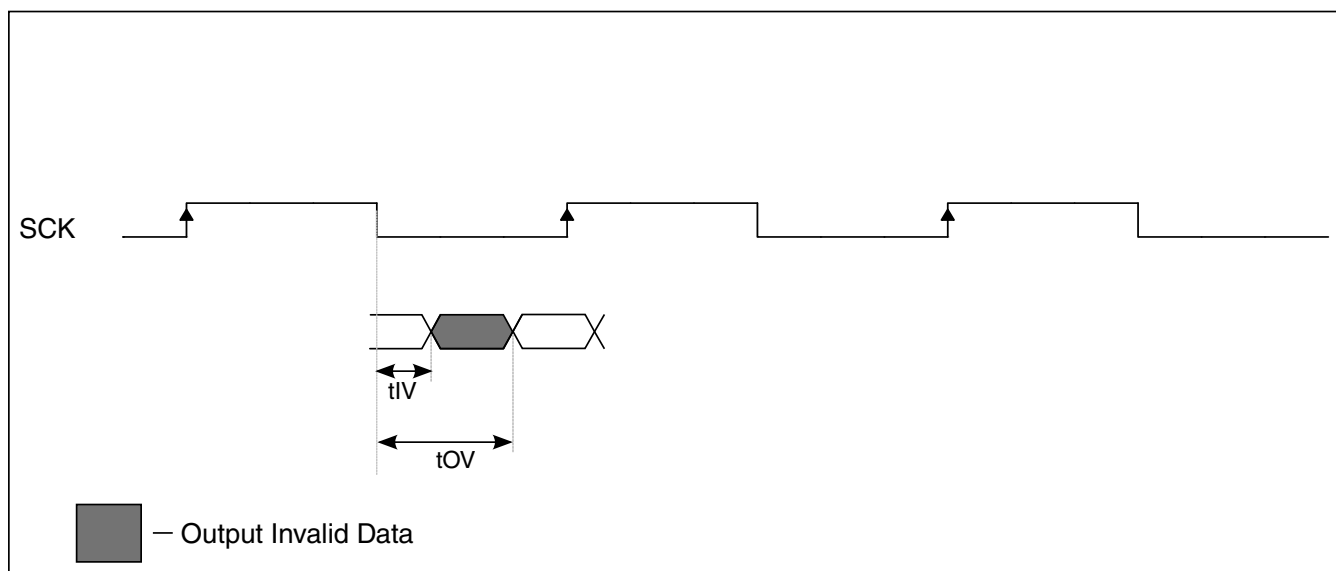 SCK
tIV
tOV
— Output Invalid Data